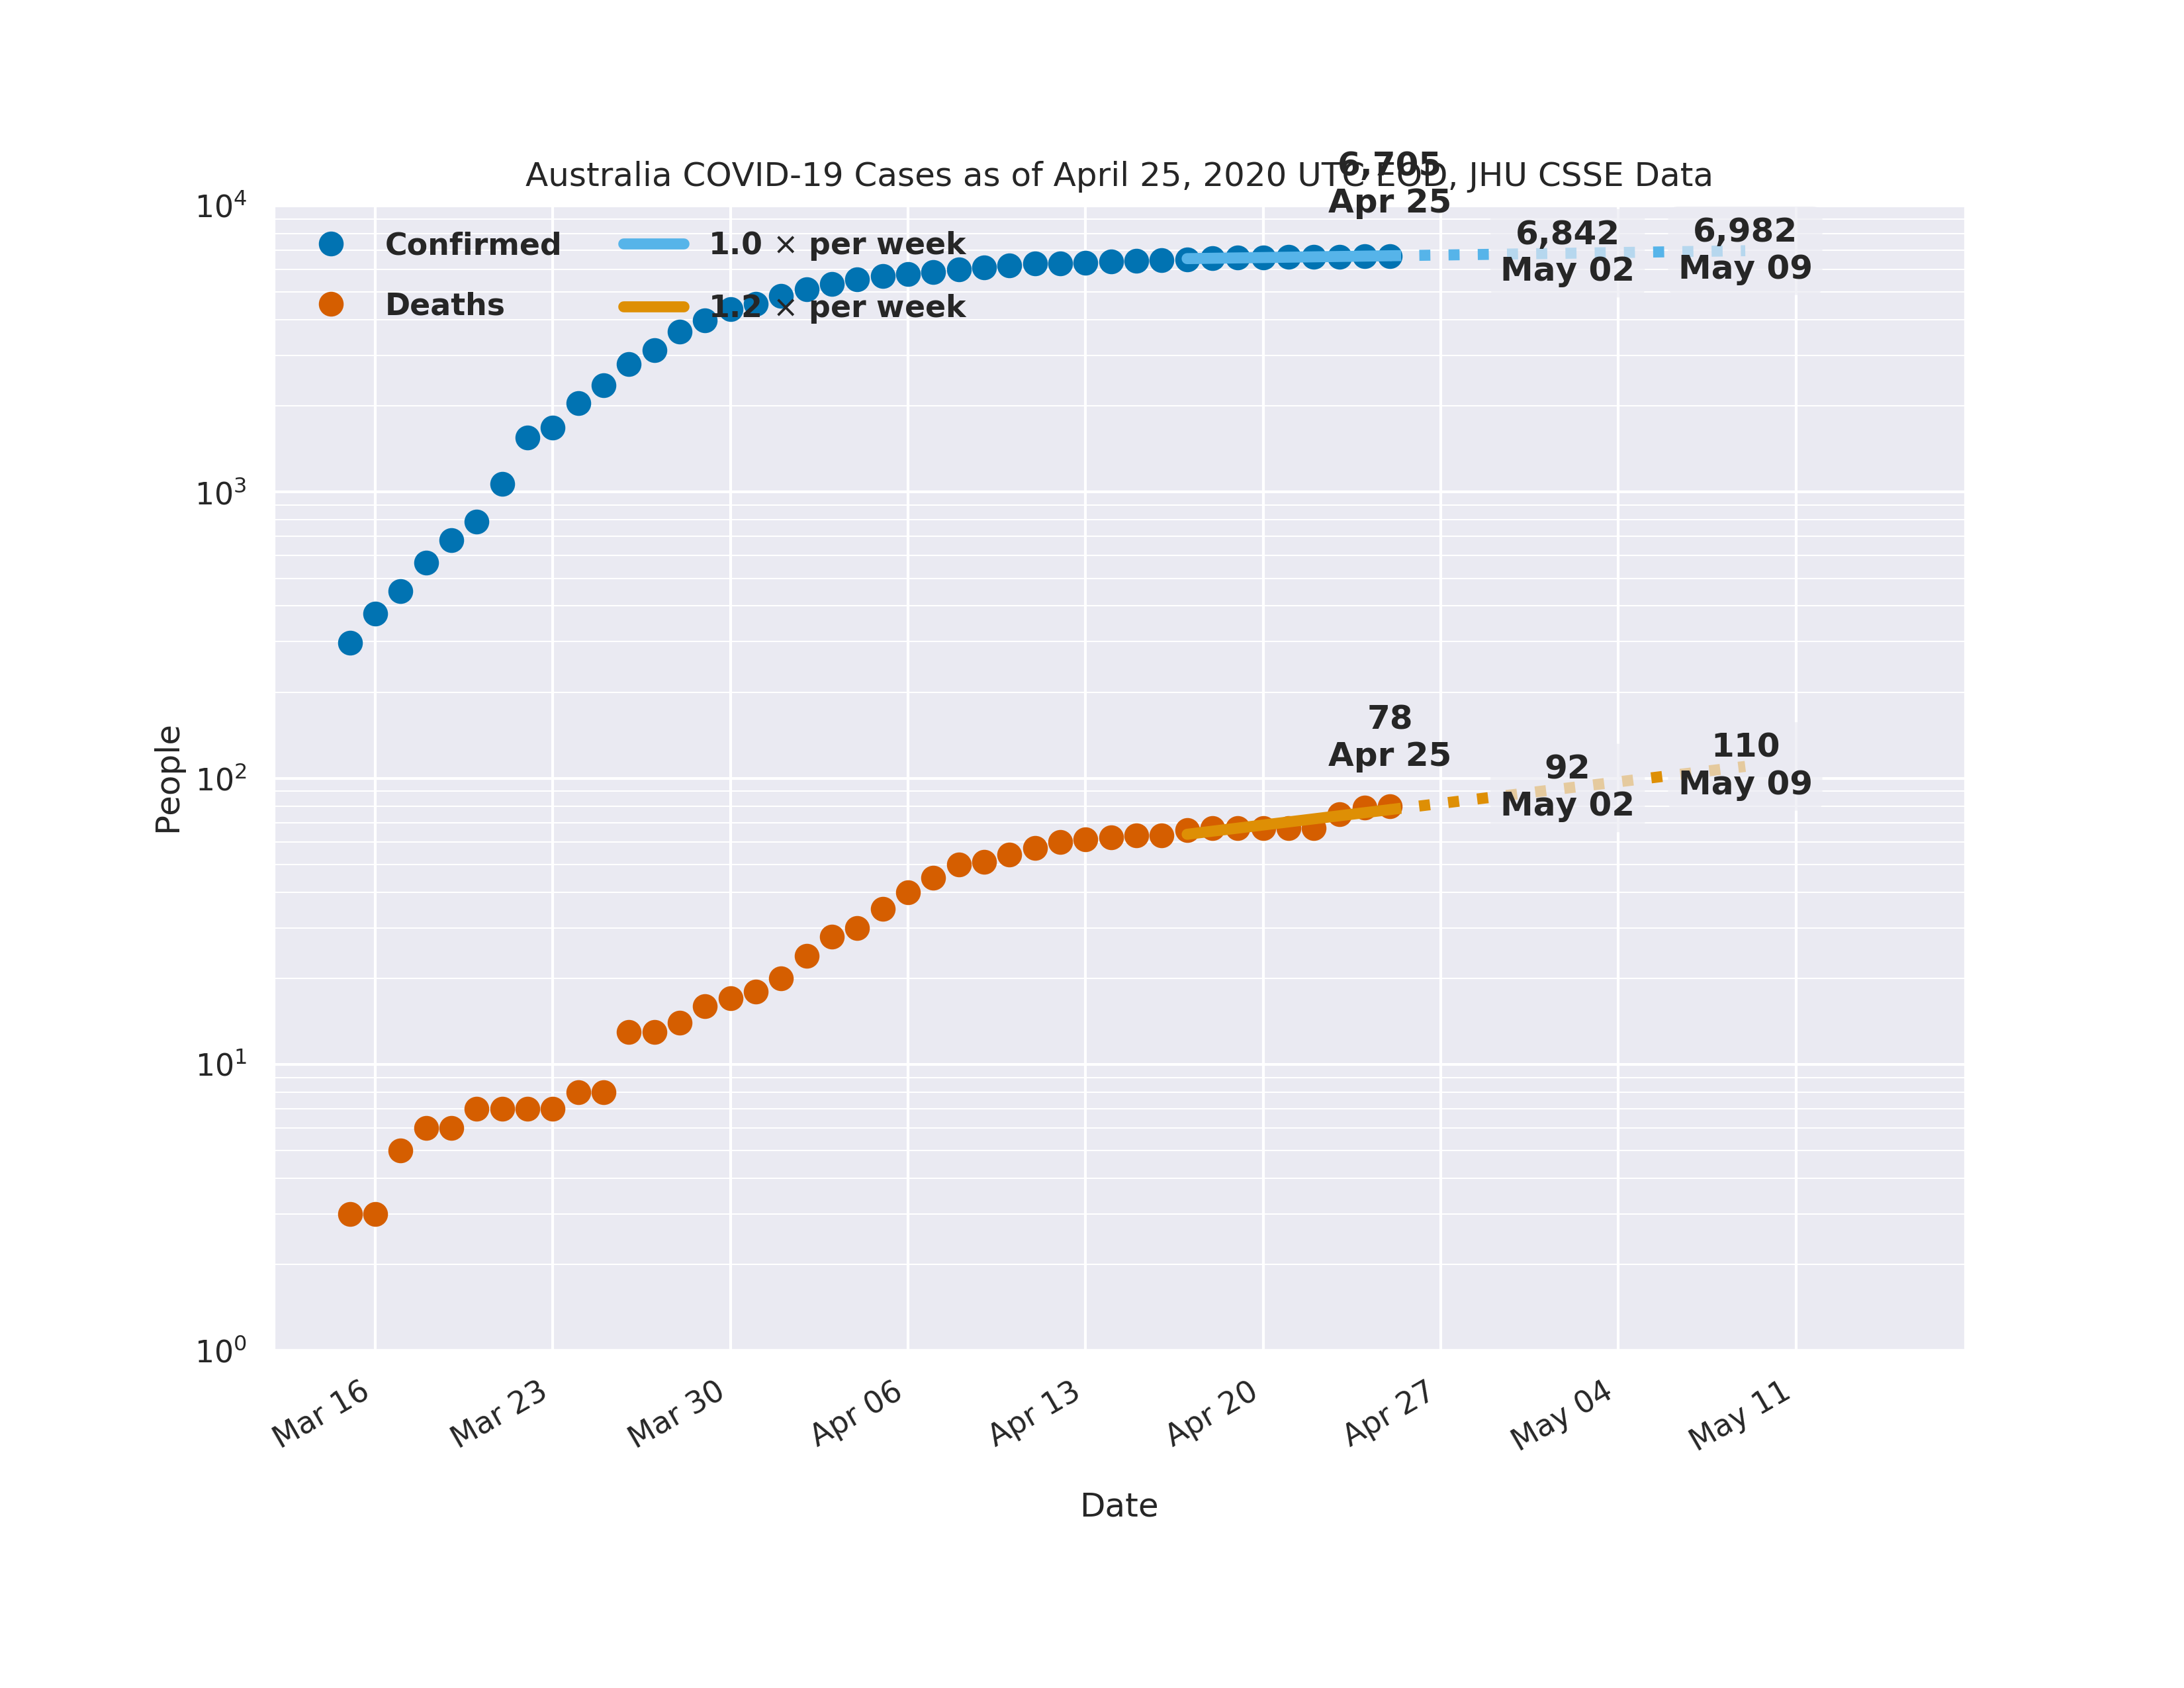 Australia COVID-19 Cases as of April 25, 2020 UTC EOD, JHU CSSE Data
6,705
Apr 25
6,842
May 02
6,982
May 09
Confirmed
1.0 × per week
Deaths
1.2 × per week
78
Apr 25
92
May 02
110
May 09
People
10⁴
10³
10²
10¹
10⁰
Mar 16
Mar 23
Mar 30
Apr 06
Apr 13
Apr 20
Apr 27
May 04
May 11
Date